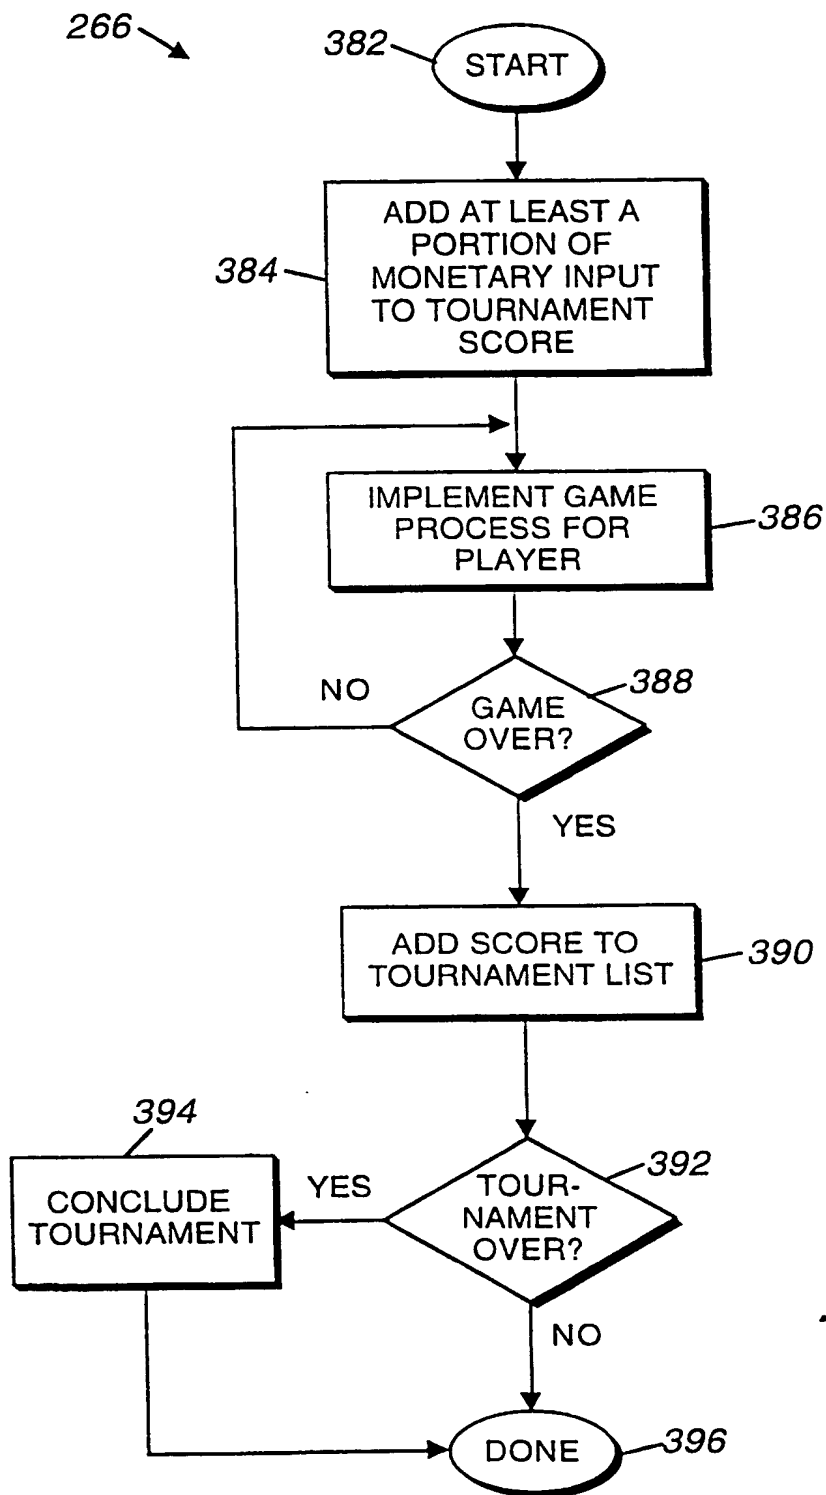 266
382
START
ADD AT LEAST A
PORTION OF
MONETARY INPUT
TO TOURNAMENT
SCORE
384
IMPLEMENT GAME
PROCESS FOR
PLAYER
386
NO
388
GAME
OVER?
YES
ADD SCORE TO
TOURNAMENT LIST
390
394
CONCLUDE
TOURNAMENT
YES
392
TOUR-
NAMENT
OVER?
NO
DONE
396